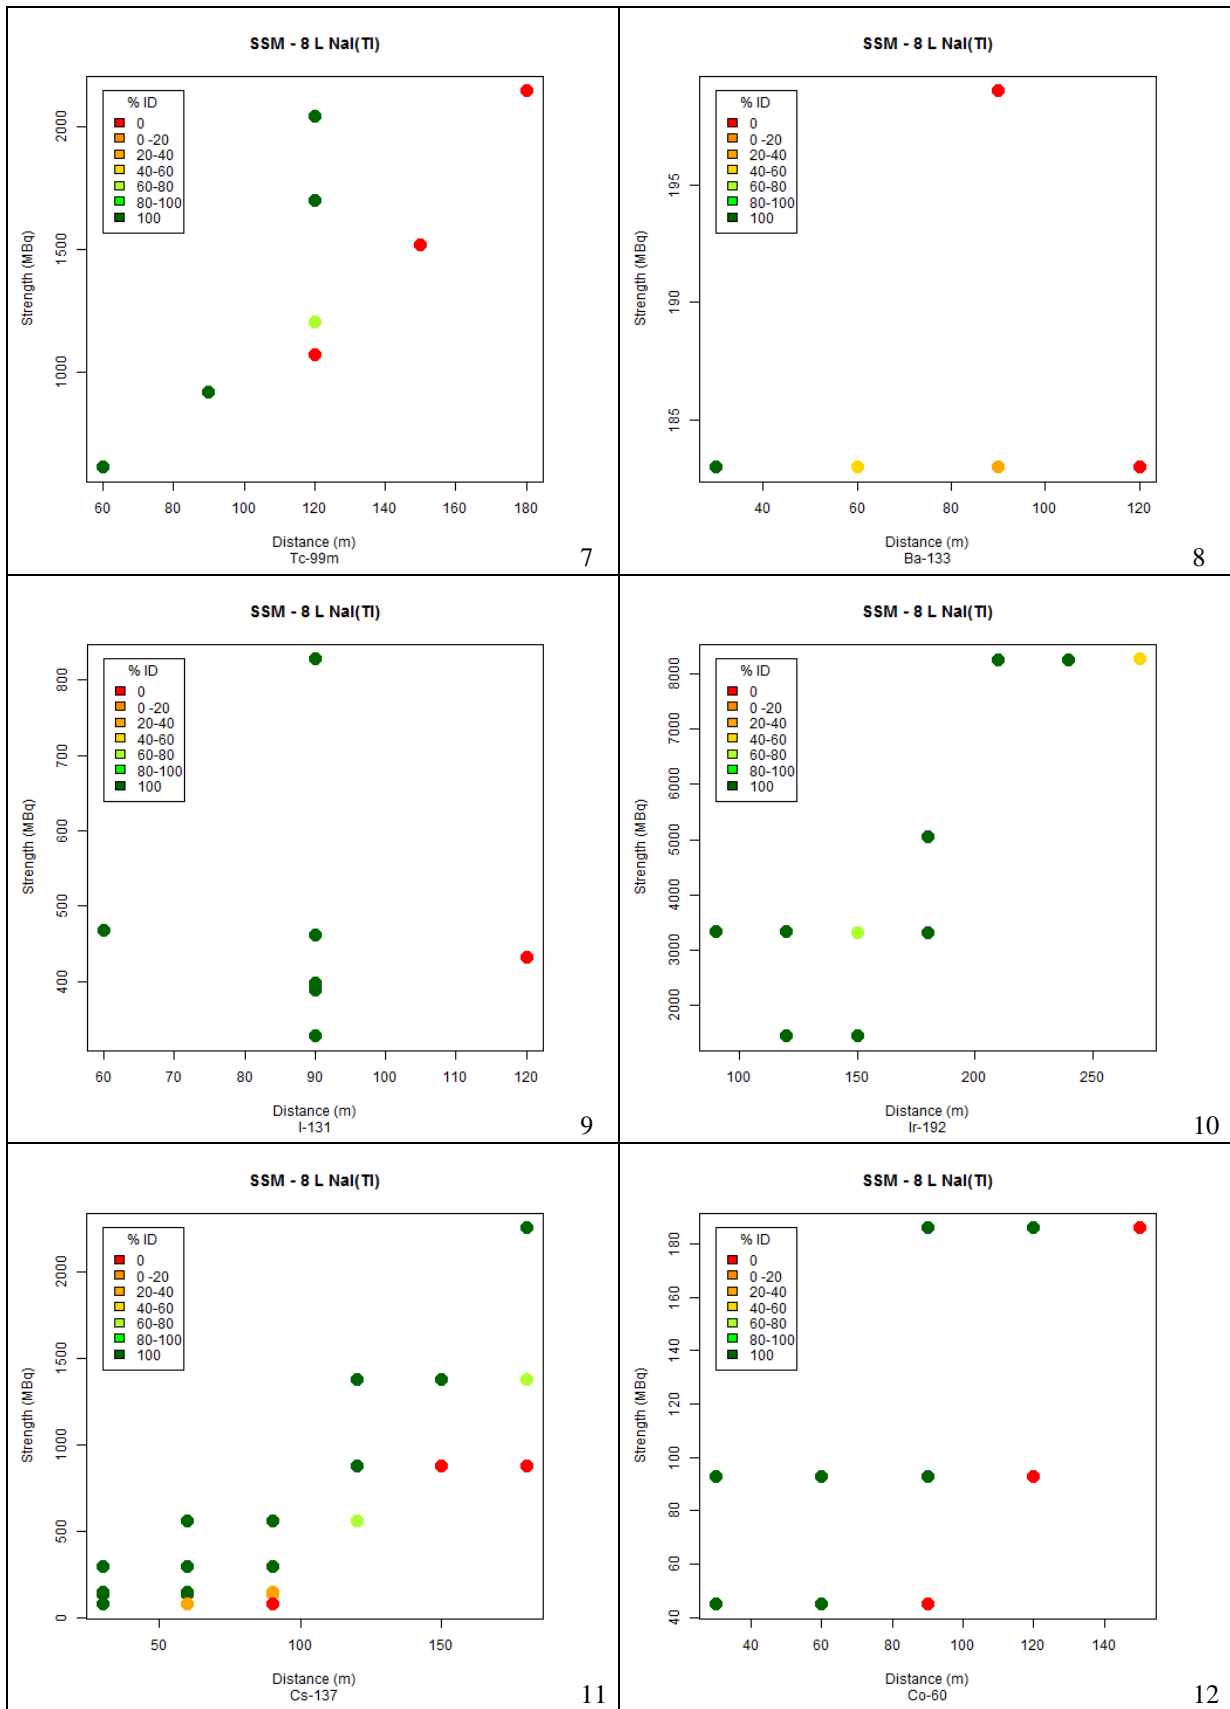 SSM - 8 L NaI(Tl)
% ID
0
0 -20
20-40
40-60
60-80
80-100
100
Strength (MBq)
1000 1500 2000
60 80 100 120 140 160 180
Distance (m)
Tc-99m
7
SSM - 8 L NaI(Tl)
% ID
0
0 -20
20-40
40-60
60-80
80-100
100
Strength (MBq)
185 190 195
40 60 80 100 120
Distance (m)
Ba-133
8
SSM - 8 L NaI(Tl)
% ID
0
0 -20
20-40
40-60
60-80
80-100
100
Strength (MBq)
400 500 600 700 800
60 70 80 90 100 110 120
Distance (m)
I-131
9
SSM - 8 L NaI(Tl)
% ID
0
0 -20
20-40
40-60
60-80
80-100
100
Strength (MBq)
2000 3000 4000 5000 6000 7000 8000
100 150 200 250
Distance (m)
Ir-192
10
SSM - 8 L NaI(Tl)
% ID
0
0 -20
20-40
40-60
60-80
80-100
100
Strength (MBq)
0 500 1000 1500 2000
50 100 150
Distance (m)
Cs-137
11
SSM - 8 L NaI(Tl)
% ID
0
0 -20
20-40
40-60
60-80
80-100
100
Strength (MBq)
40 60 80 100 120 140 160 180
40 60 80 100 120 140
Distance (m)
Co-60
12